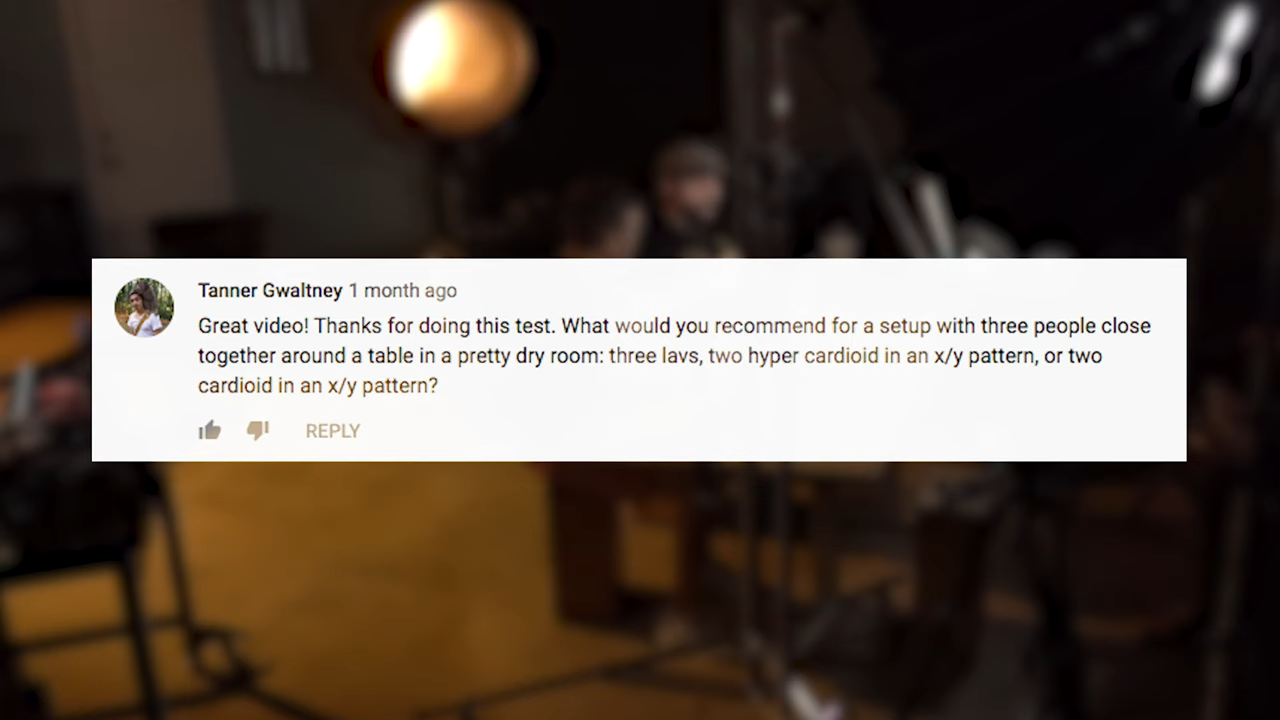 Tanner Gwaltney 1 month ago
Great video! Thanks for doing this test. What would you recommend for a setup with three people close
together around a table in a pretty dry room: three lavs, two hyper cardioid in an x/y pattern, or two
cardioid in an x/y pattern?
REPLY